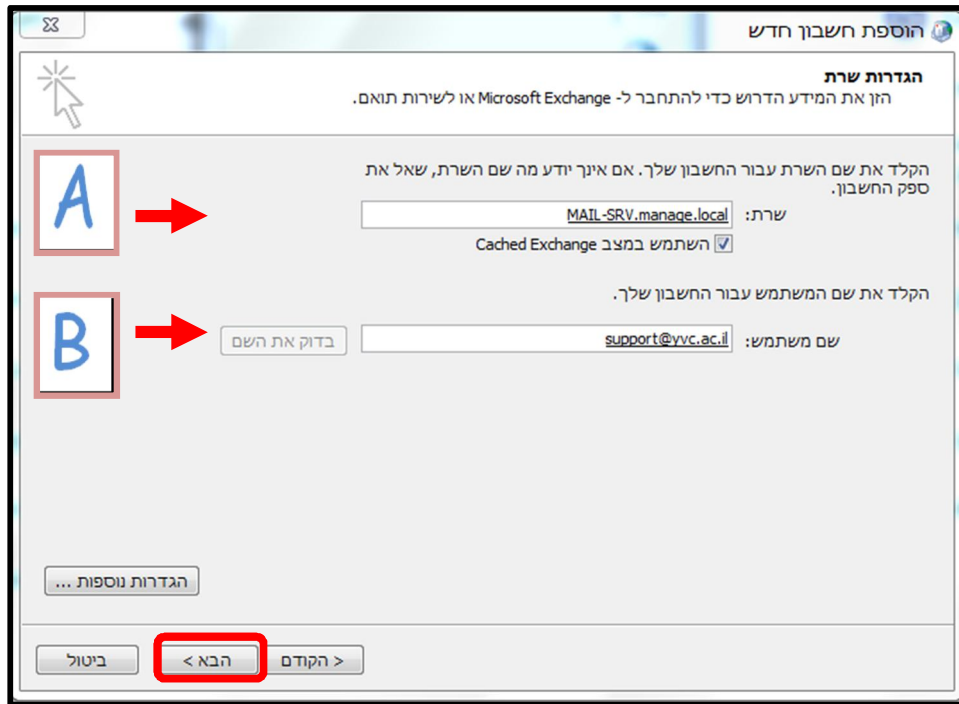 הוספת חשבון חדש
הגדרות שרת
הזן את המידע הדרוש כדי להתחבר ל- Microsoft Exchange או לשירות תואם.
הקלד את שם השרת עבור החשבון שלך. אם אינך יודע מה שם השרת, שאל את
ספק החשבון.
A
שרת: MAIL-SRV.manage.local
השתמש במצב Cached Exchange
הקלד את שם המשתמש עבור החשבון שלך.
B
שם משתמש: support@yvc.ac.il בדוק את השם
הגדרות נוספות ...
< הקודם הבא > ביטול